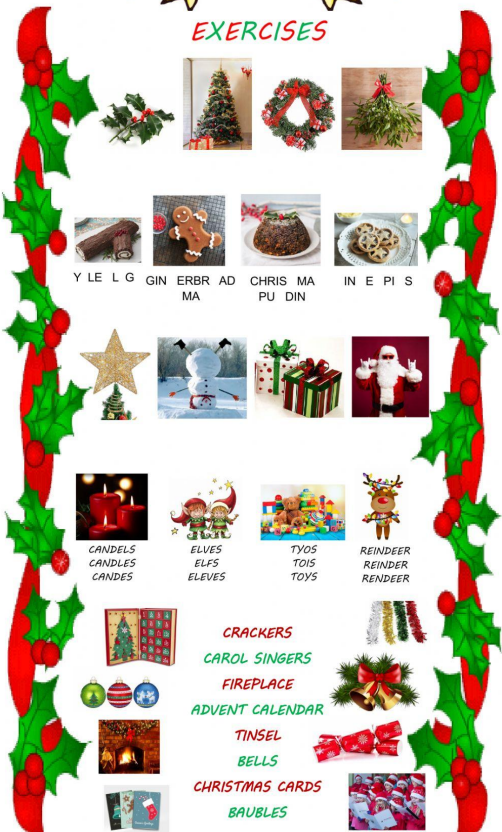 EXERCISES
Y LE L G
GIN ERBR AD
MA
CHRIS MA
PU DIN
IN E PI S
CANDELS
CANDLES
CANDES
ELVES
ELFS
ELEVES
TYOS
TOIS
TOYS
REINDEER
REINDER
RENDEER
CRACKERS
CAROL SINGERS
FIREPLACE
ADVENT CALENDAR
TINSEL
BELLS
CHRISTMAS CARDS
BAUBLES